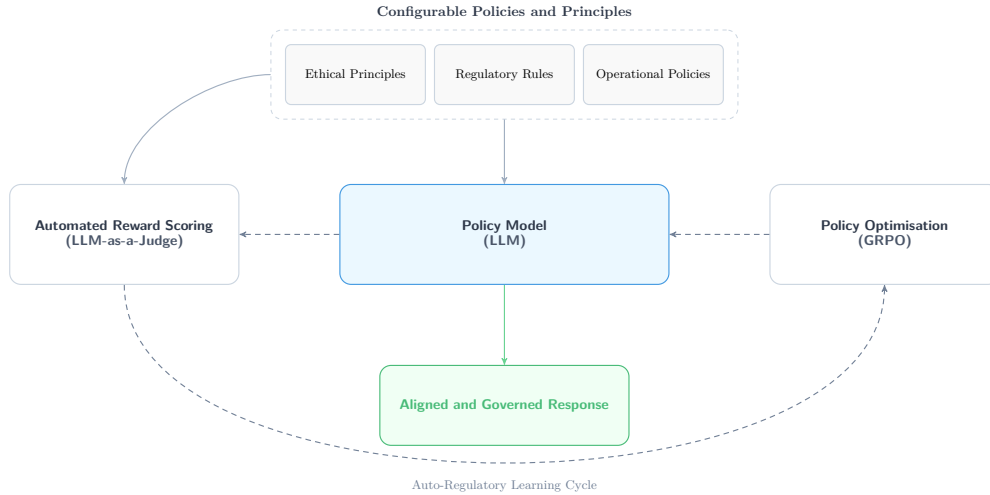 Configurable Policies and Principles
Ethical Principles
Regulatory Rules
Operational Policies
Automated Reward Scoring
(LLM-as-a-Judge)
Policy Model
(LLM)
Policy Optimisation
(GRPO)
Aligned and Governed Response
Auto-Regulatory Learning Cycle